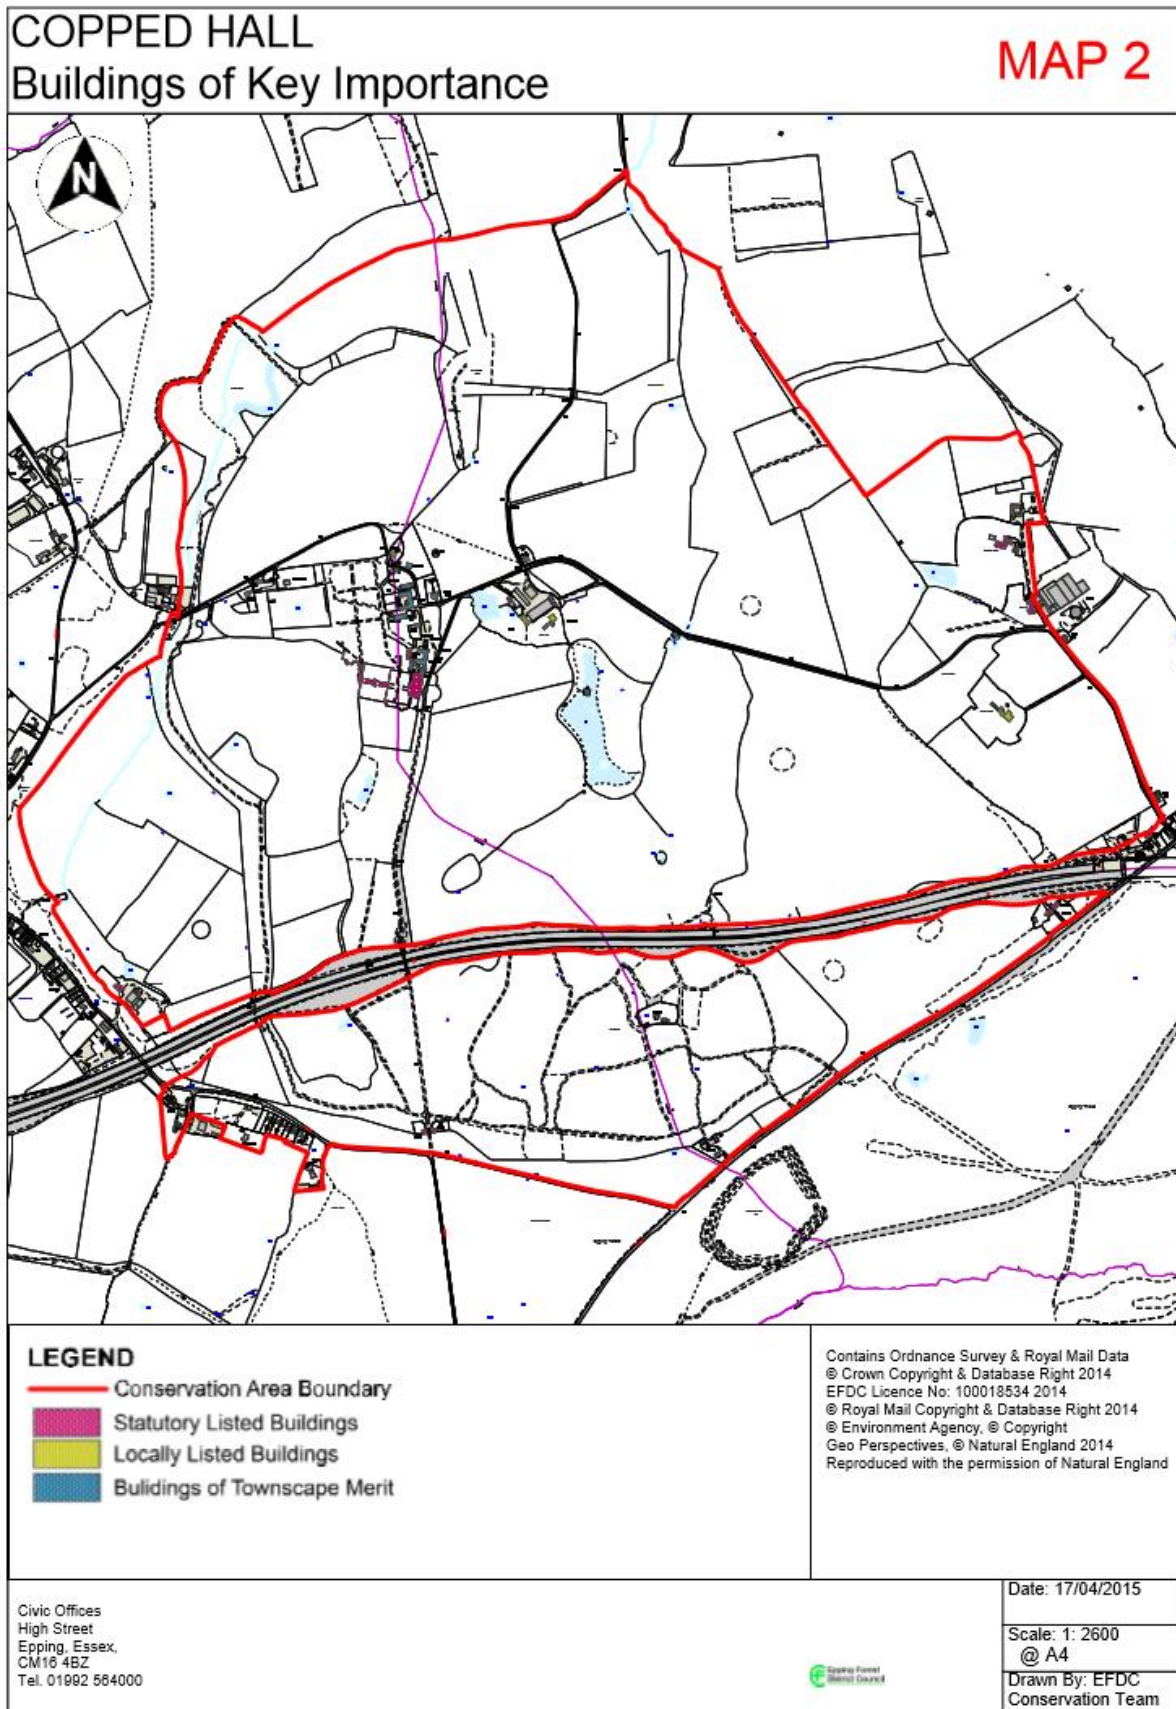 COPPED HALL
Buildings of Key Importance
MAP 2
N
LEGEND
Conservation Area Boundary
Statutory Listed Buildings
Locally Listed Buildings
Bulidings of Townscape Merit
Contains Ordnance Survey & Royal Mail Data
© Crown Copyright & Database Right 2014
EFDC Licence No: 100018534 2014
© Royal Mail Copyright & Database Right 2014
© Environment Agency, © Copyright
Geo Perspectives, © Natural England 2014
Reproduced with the permission of Natural England
Civic Offices
High Street
Epping, Essex,
CM16 4BZ
Tel. 01992 564000
Epping Forest
District Council
Date: 17/04/2015
Scale: 1: 2600
@ A4
Drawn By: EFDC
Conservation Team